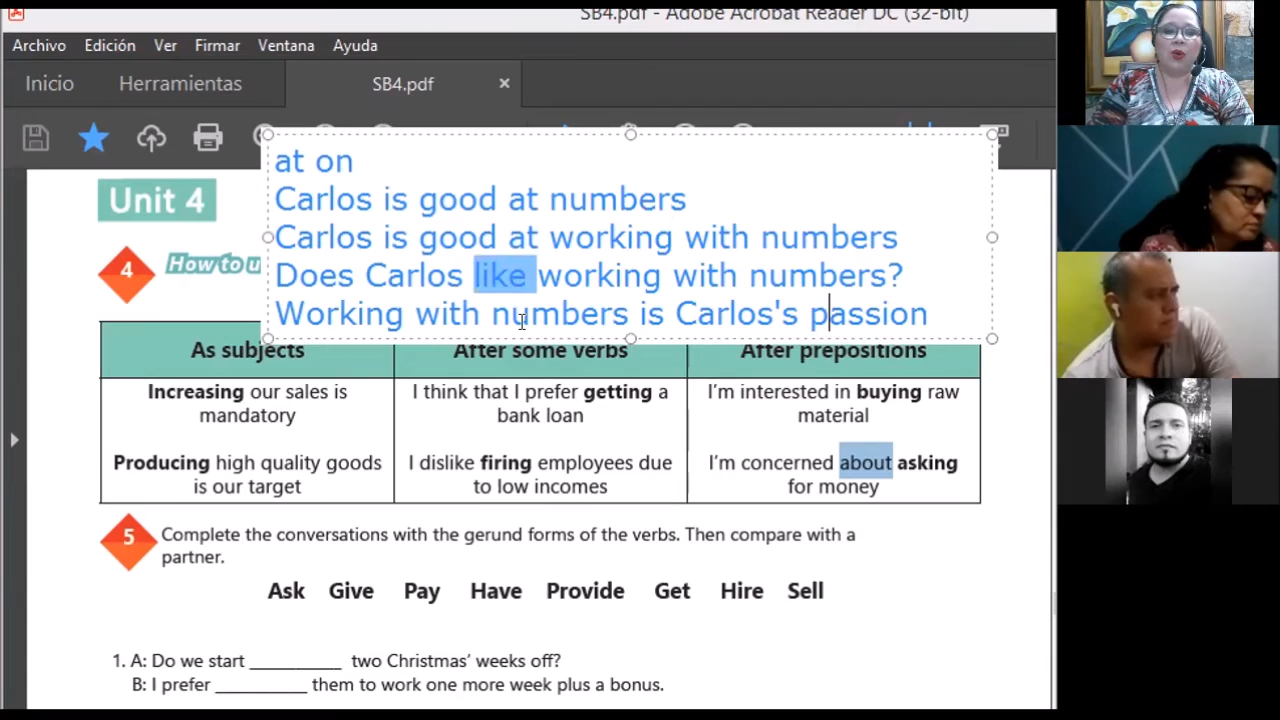 SB4.pdf - Adobe Acrobat Reader DC (32-bit)
Archivo Edición Ver Firmar Ventana Ayuda
Inicio Herramientas SB4.pdf ×
at on
Carlos is good at numbers
Carlos is good at working with numbers
Does Carlos like working with numbers?
Working with numbers is Carlos's passion
Unit 4
4 How to u
As subjects After some verbs After prepositions
Increasing our sales is mandatory
I think that I prefer getting a bank loan
I'm interested in buying raw material
Producing high quality goods is our target
I dislike firing employees due to low incomes
I'm concerned about asking for money
5 Complete the conversations with the gerund forms of the verbs. Then compare with a
partner.
Ask Give Pay Have Provide Get Hire Sell
1. A: Do we start __________ two Christmas' weeks off?
B: I prefer __________ them to work one more week plus a bonus.